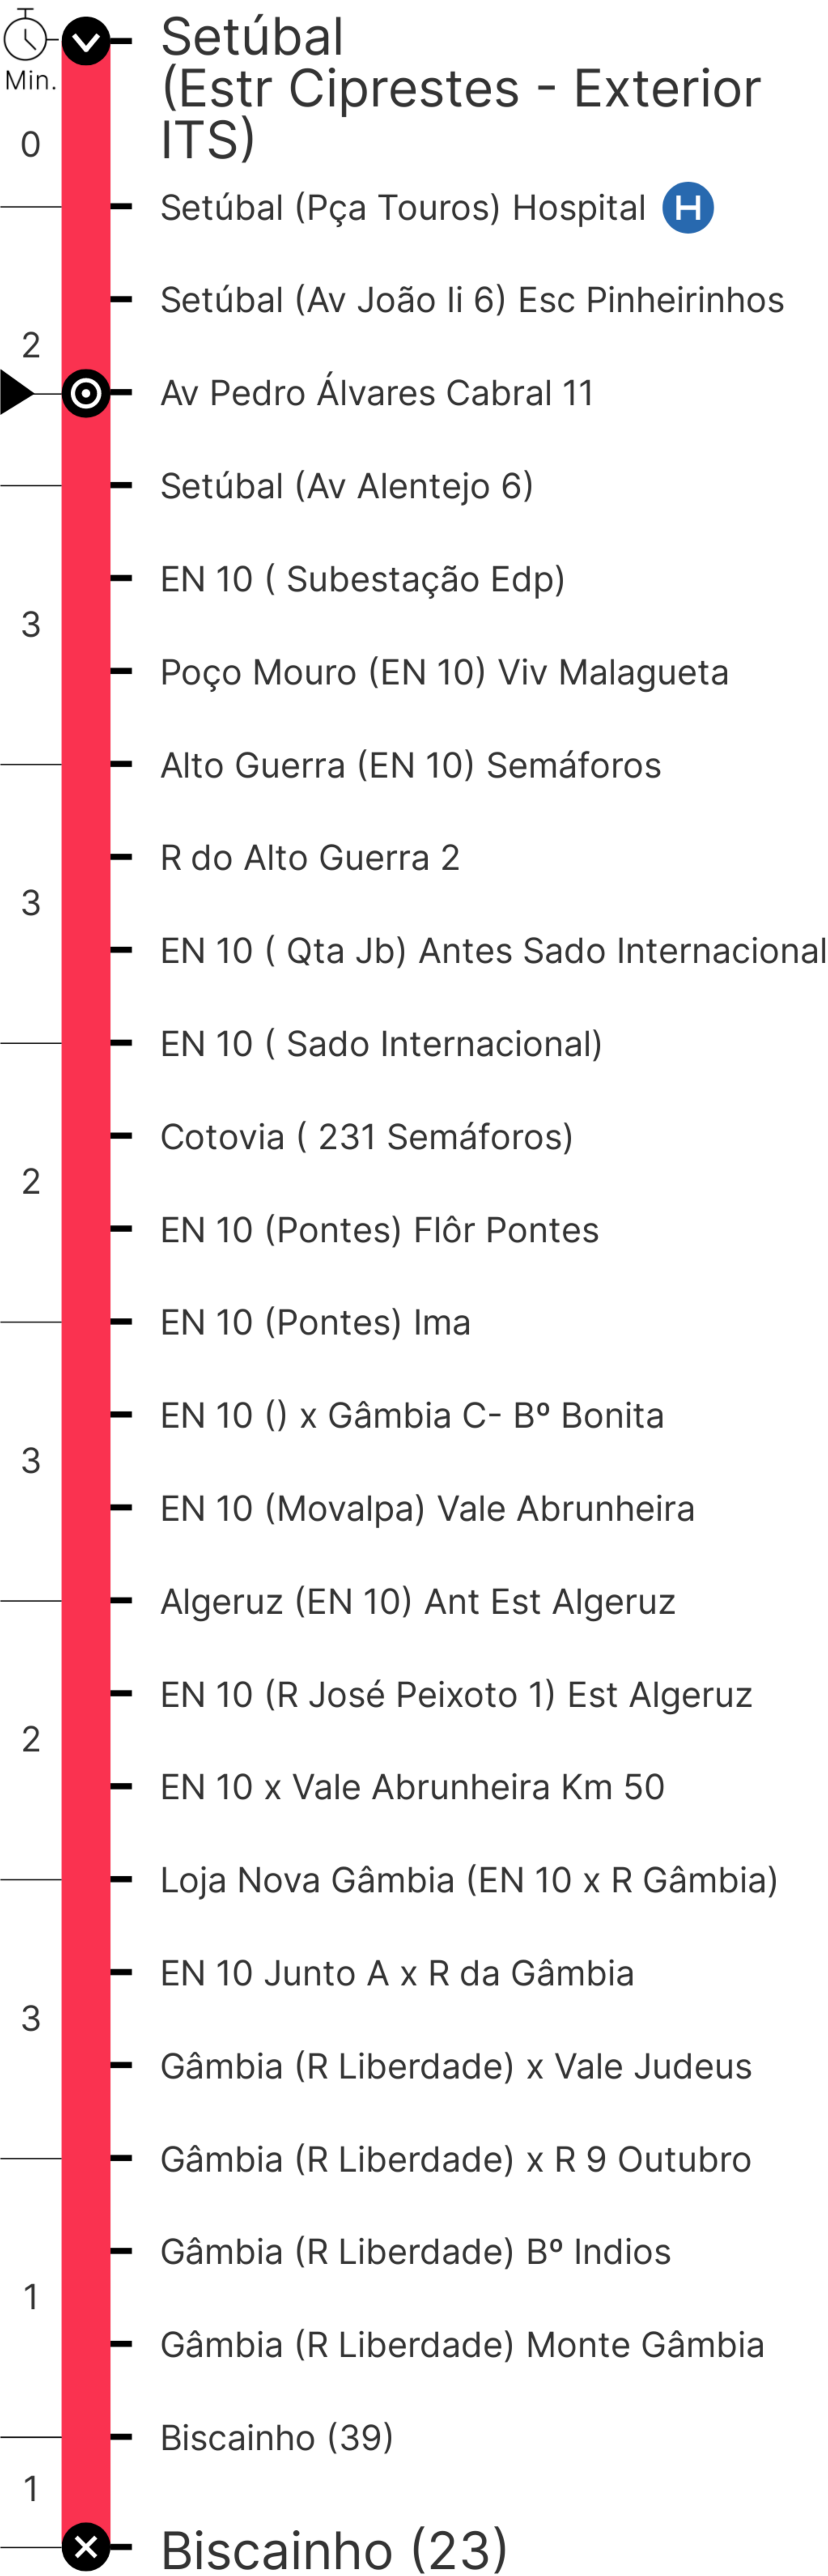 Setúbal
(Estr Ciprestes - Exterior
ITS)
Min.
0
Setúbal (Pça Touros) Hospital H
Setúbal (Av João Ii 6) Esc Pinheirinhos
2
Av Pedro Álvares Cabral 11
Setúbal (Av Alentejo 6)
EN 10 ( Subestação Edp)
3
Poço Mouro (EN 10) Viv Malagueta
Alto Guerra (EN 10) Semáforos
R do Alto Guerra 2
3
EN 10 ( Qta Jb) Antes Sado Internacional
EN 10 ( Sado Internacional)
Cotovia ( 231 Semáforos)
2
EN 10 (Pontes) Flôr Pontes
EN 10 (Pontes) Ima
EN 10 () x Gâmbia C- Bº Bonita
3
EN 10 (Movalpa) Vale Abrunheira
Algeruz (EN 10) Ant Est Algeruz
EN 10 (R José Peixoto 1) Est Algeruz
2
EN 10 x Vale Abrunheira Km 50
Loja Nova Gâmbia (EN 10 x R Gâmbia)
EN 10 Junto A x R da Gâmbia
3
Gâmbia (R Liberdade) x Vale Judeus
Gâmbia (R Liberdade) x R 9 Outubro
Gâmbia (R Liberdade) Bº Indios
1
Gâmbia (R Liberdade) Monte Gâmbia
Biscainho (39)
1
Biscainho (23)